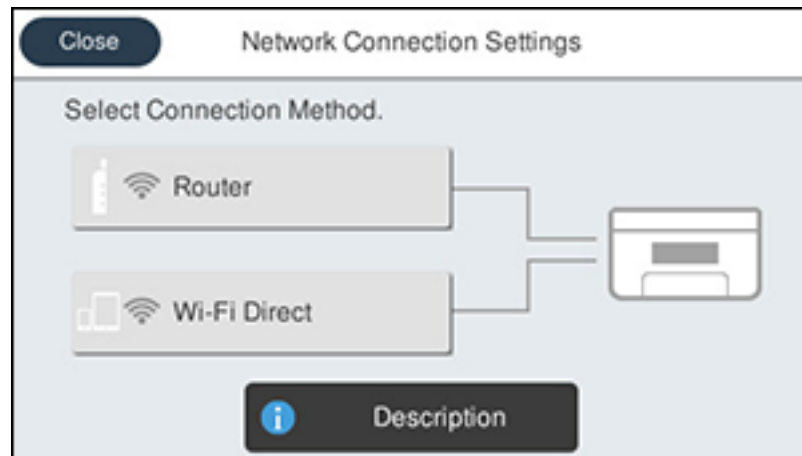 Close
Network Connection Settings
Select Connection Method.
Router
Wi-Fi Direct
Description